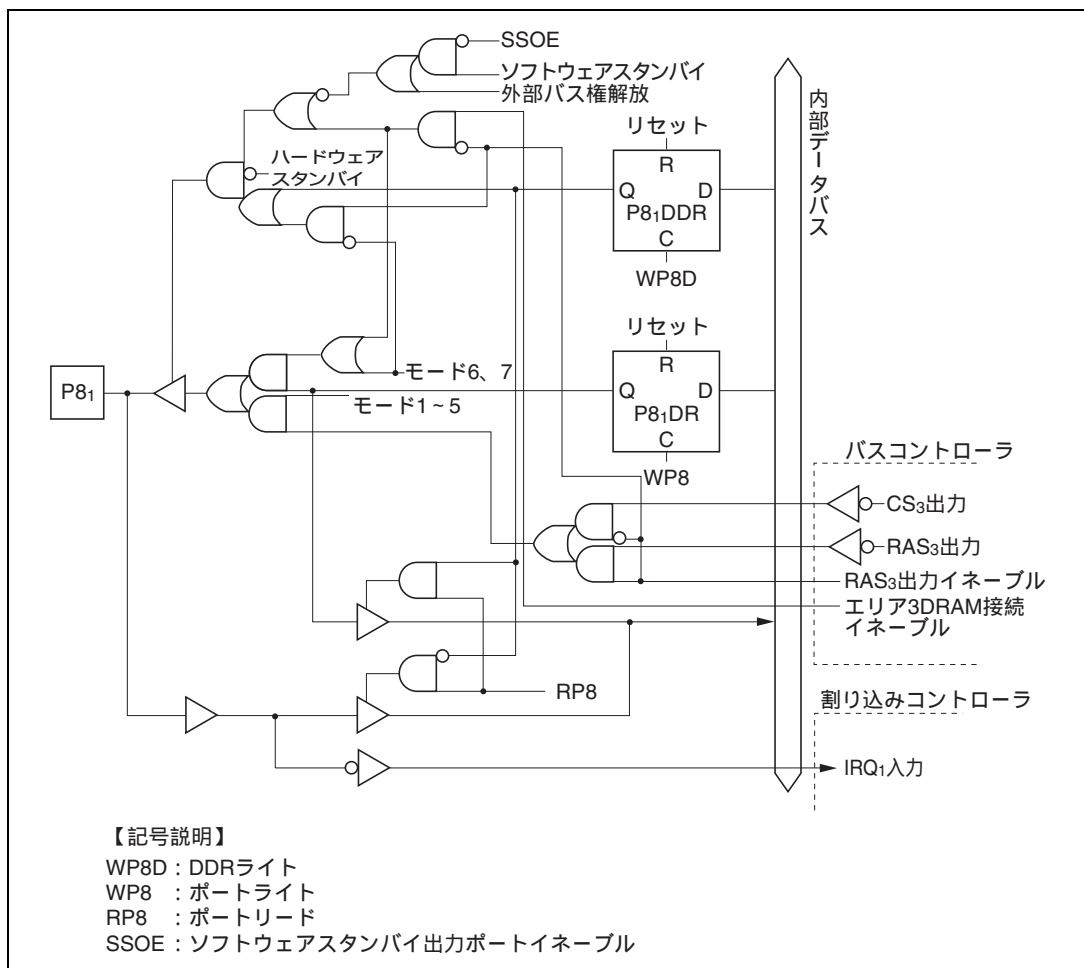 SSOE
ソフトウェアスタンバイ
外部バス権解放
ハードウェア
スタンバイ
リセット
R
Q
D
P81DDR
C
WP8D
内部データバス
リセット
R
Q
D
P81DR
C
WP8
P81
モード6、7
モード1~5
バスコントローラ
CS3出力
RAS3出力
RAS3出力イネーブル
エリア3DRAM接続
イネーブル
RP8
割り込みコントローラ
IRQ1入力
【記号説明】
WP8D:DDRライト
WP8 :ポートライト
RP8 :ポートリード
SSOE:ソフトウェアスタンバイ出力ポートイネーブル